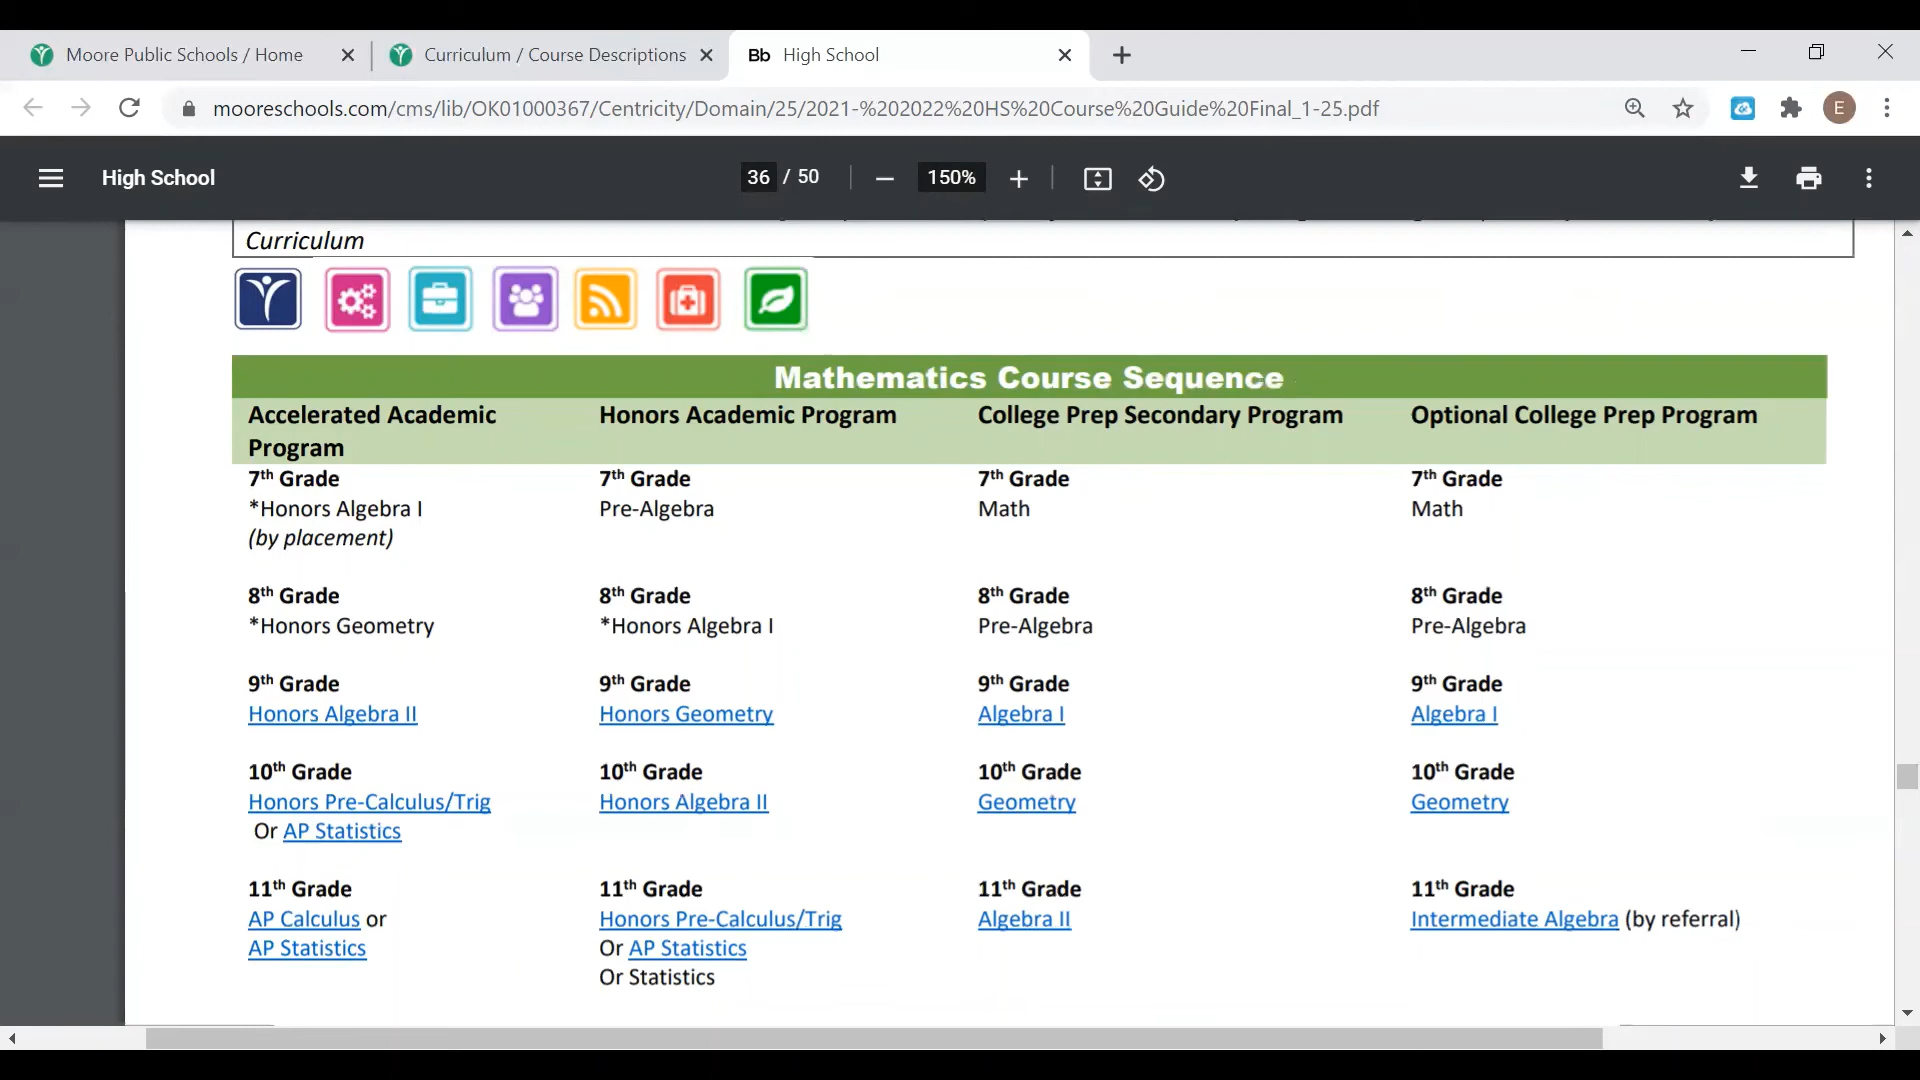 Moore Public Schools / Home
Curriculum / Course Descriptions
Bb High School
mooreschools.com/cms/lib/OK01000367/Centricity/Domain/25/2021-%202022%20HS%20Course%20Guide%20Final_1-25.pdf
E
High School
36 / 50
150%
Curriculum
Mathematics Course Sequence
Accelerated Academic Program
Honors Academic Program
College Prep Secondary Program
Optional College Prep Program
7th Grade
*Honors Algebra I
(by placement)
7th Grade
Pre-Algebra
7th Grade
Math
7th Grade
Math
8th Grade
*Honors Geometry
8th Grade
*Honors Algebra I
8th Grade
Pre-Algebra
8th Grade
Pre-Algebra
9th Grade
Honors Algebra II
9th Grade
Honors Geometry
9th Grade
Algebra I
9th Grade
Algebra I
10th Grade
Honors Pre-Calculus/Trig
Or AP Statistics
10th Grade
Honors Algebra II
10th Grade
Geometry
10th Grade
Geometry
11th Grade
AP Calculus or
AP Statistics
11th Grade
Honors Pre-Calculus/Trig
Or AP Statistics
Or Statistics
11th Grade
Algebra II
11th Grade
Intermediate Algebra (by referral)